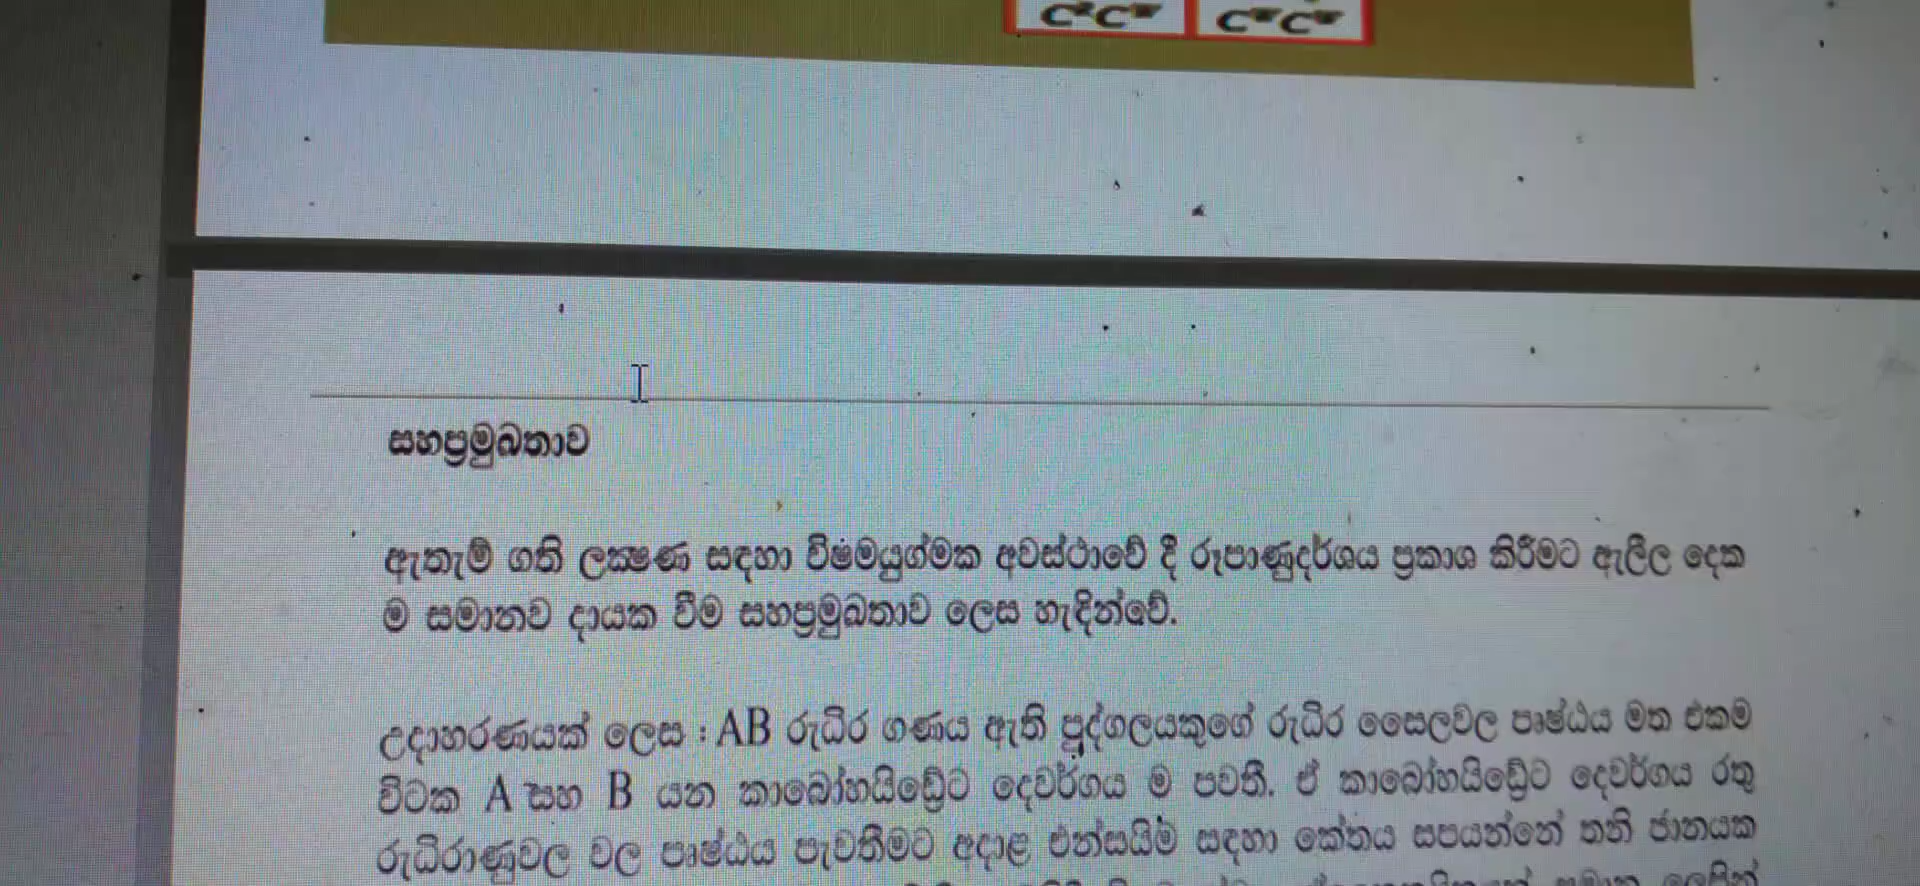 CᴿCᵂ CᵂCᵂ
සහප්‍රමුඛතාව
ඇතැම් ගති ලක්ෂණ සඳහා විෂමයුග්මක අවස්ථාවේ දී රූපාණුදර්ශය ප්‍රකාශ කිරීමට ඇලීල දෙක
ම සමානව දායක වීම සහප්‍රමුඛතාව ලෙස හැඳින්වේ.
උදාහරණයක් ලෙස : AB රුධිර ගණය ඇති පුද්ගලයකුගේ රුධිර සෛලවල පෘෂ්ඨය මත එකම
විටක A සහ B යන කාබෝහයිඩ්‍රේට දෙවර්ගය ම පවතී. ඒ කාබෝහයිඩ්‍රේට දෙවර්ගය රතු
රුධිරාණුවල වල පෘෂ්ඨය පැවතීමට අදාළ එන්සයිම සඳහා කේතය සපයන්නේ තනි ජානයක